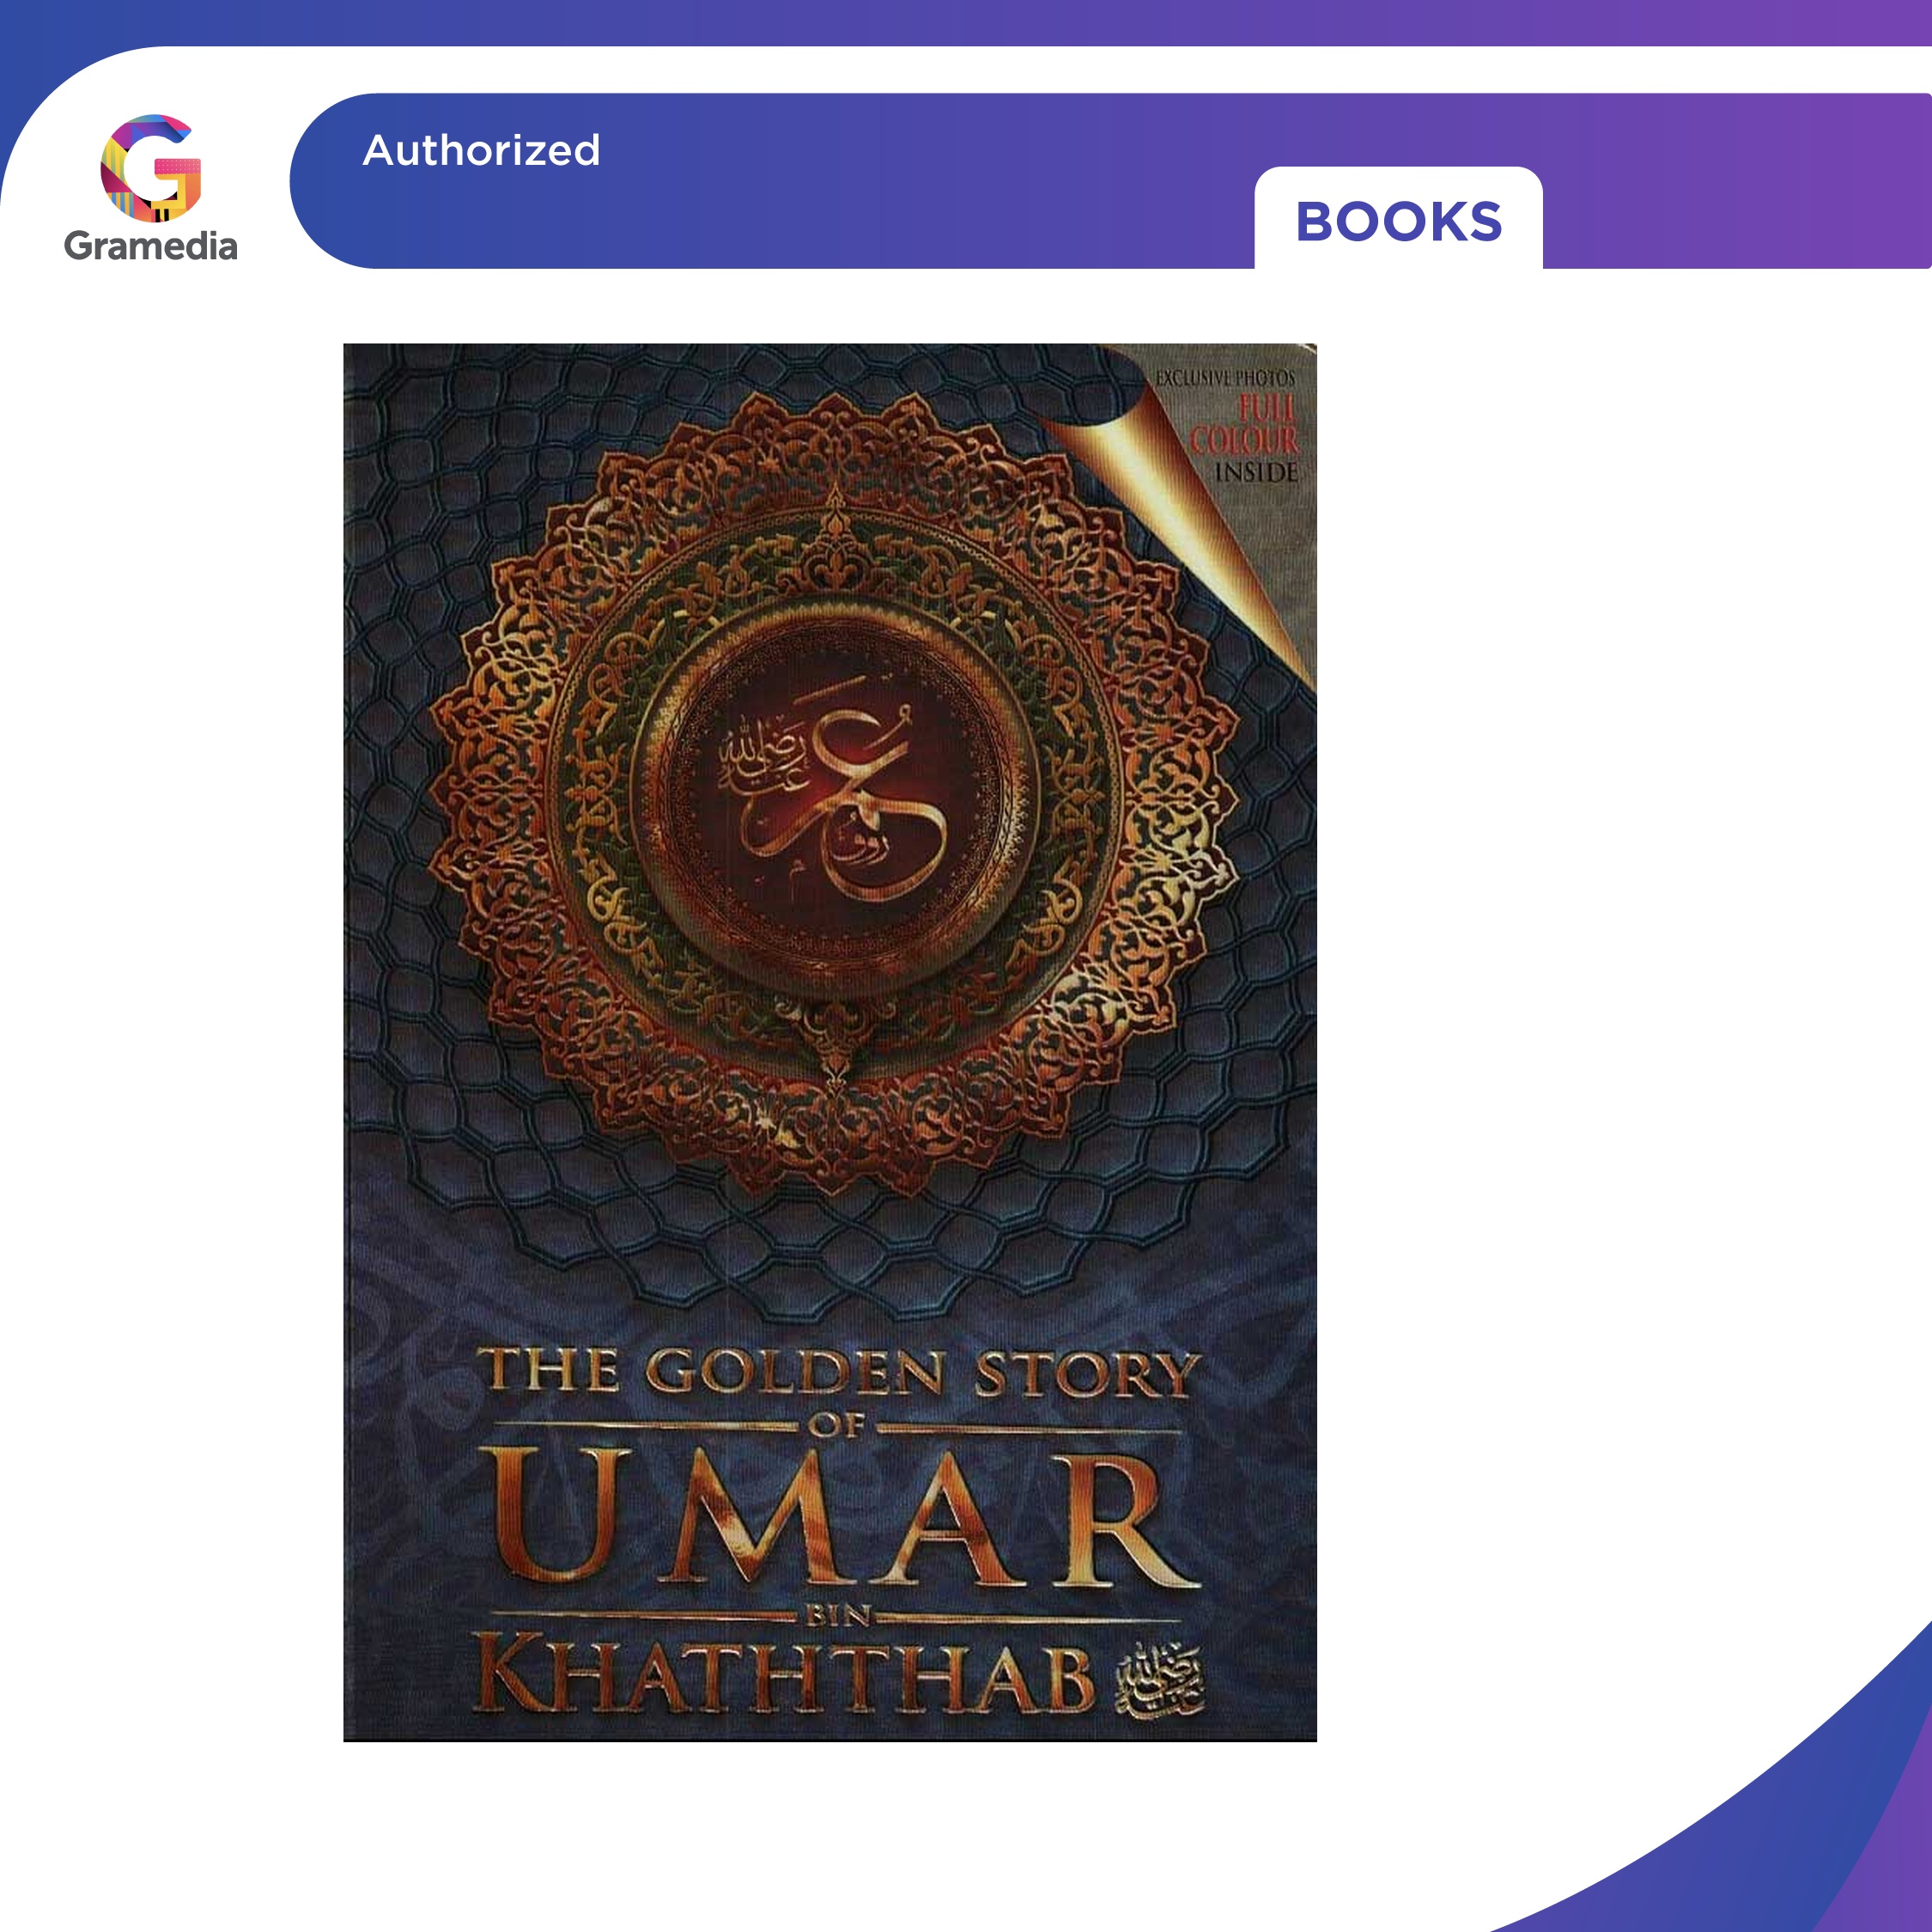 Gramedia
Authorized
BOOKS
EXCLUSIVE PHOTOS
FULL
COLOUR
INSIDE
عُمَر
رضي الله عنه
THE GOLDEN STORY
OF
UMAR
BIN
KHATHTHAB
رضي الله عنه